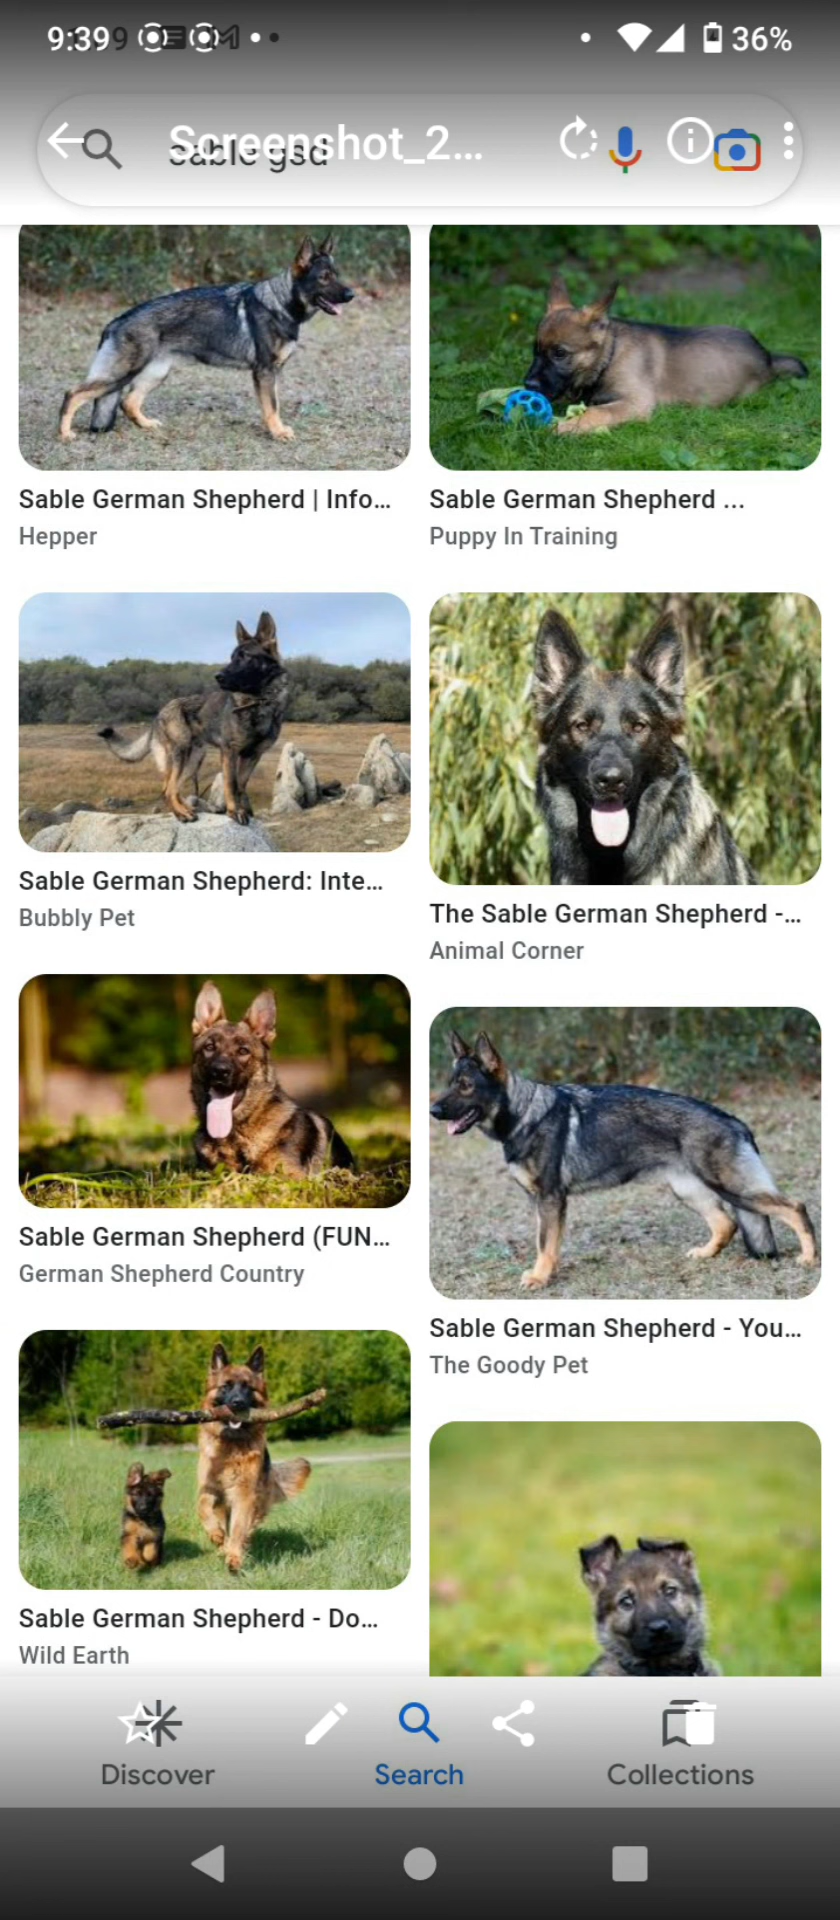 9:39
36%
Screenshot_2...
sable gsd
Sable German Shepherd | Info...
Hepper
Sable German Shepherd ...
Puppy In Training
Sable German Shepherd: Inte...
Bubbly Pet
The Sable German Shepherd -...
Animal Corner
Sable German Shepherd (FUN...
German Shepherd Country
Sable German Shepherd - You...
The Goody Pet
Sable German Shepherd - Do...
Wild Earth
Discover
Search
Collections